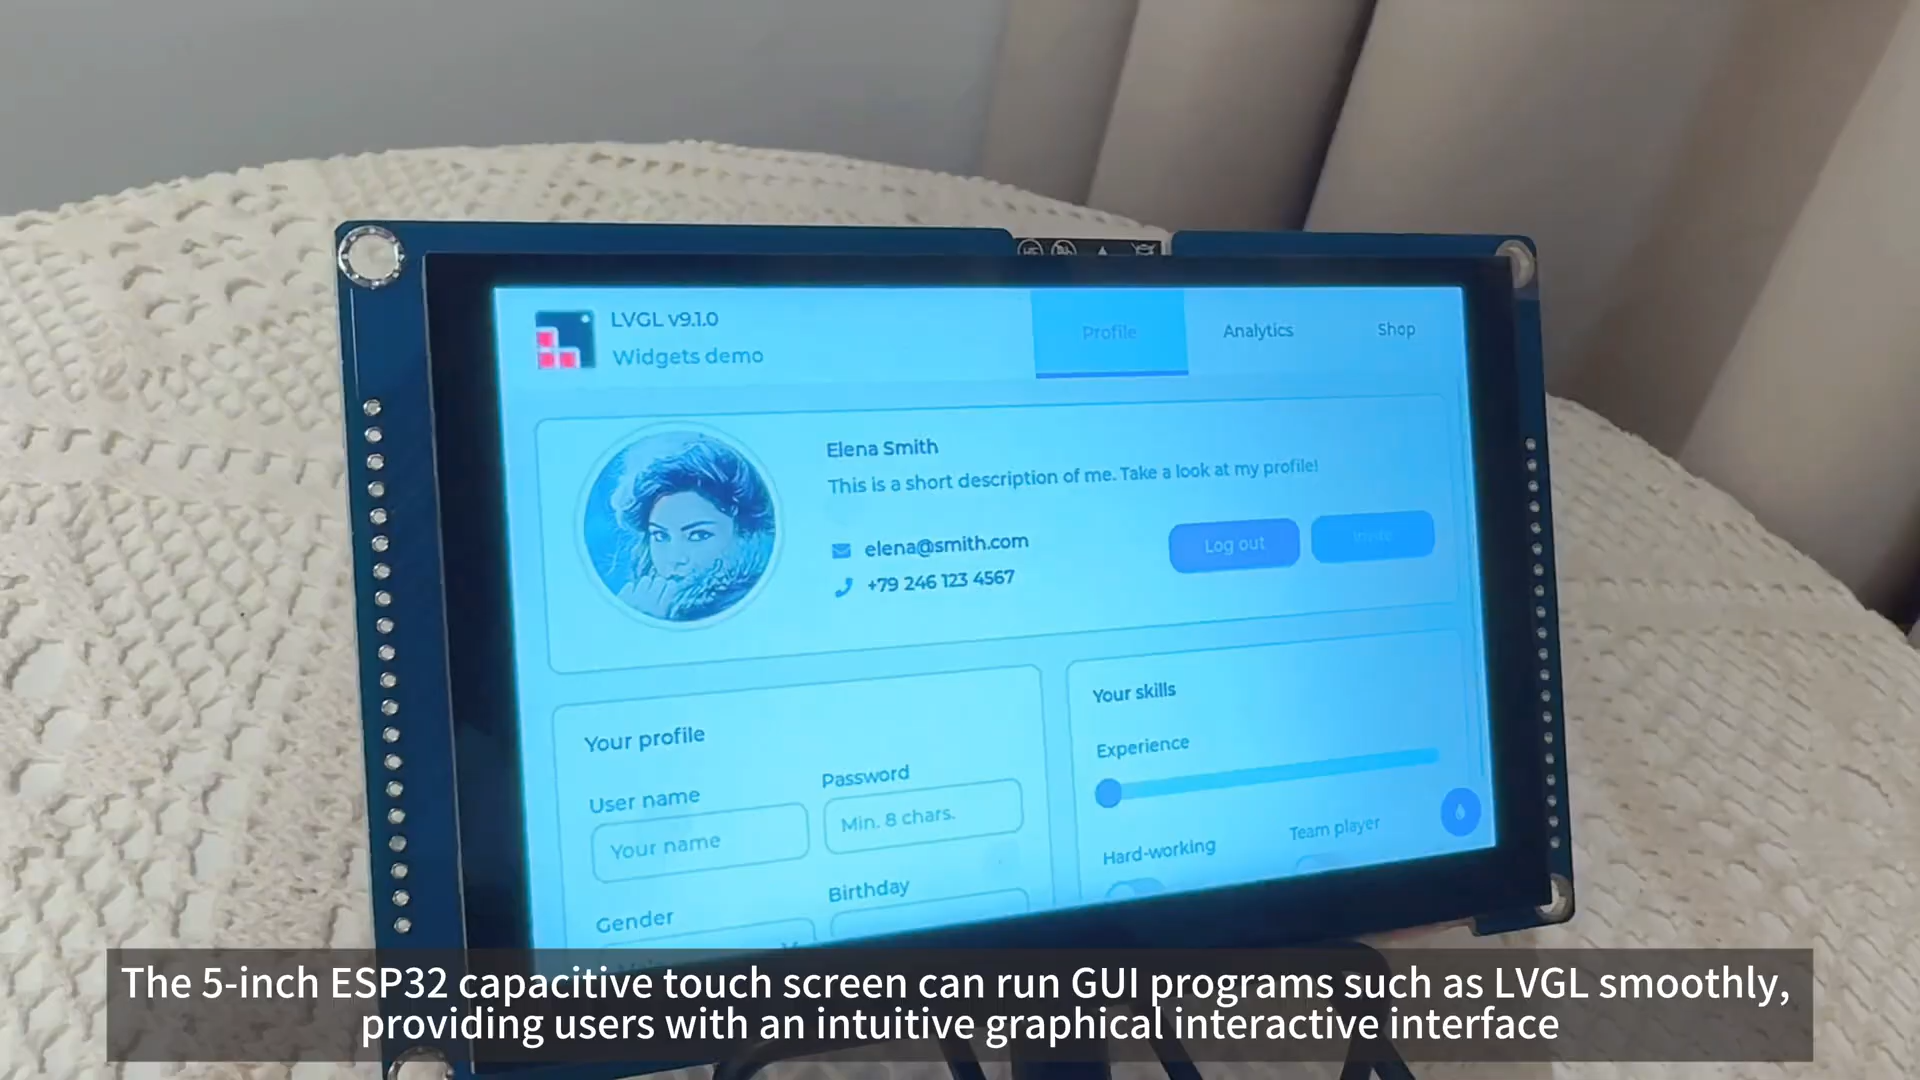 LVGL v9.1.0
Widgets demo
Profile
Analytics
Shop
Elena Smith
This is a short description of me. Take a look at my profile!
elena@smith.com
+79 246 123 4567
Log out
Invite
Your profile
User name
Your name
Password
Min. 8 chars.
Gender
Birthday
Your skills
Experience
Hard-working
Team player
The 5-inch ESP32 capacitive touch screen can run GUI programs such as LVGL smoothly,
providing users with an intuitive graphical interactive interface